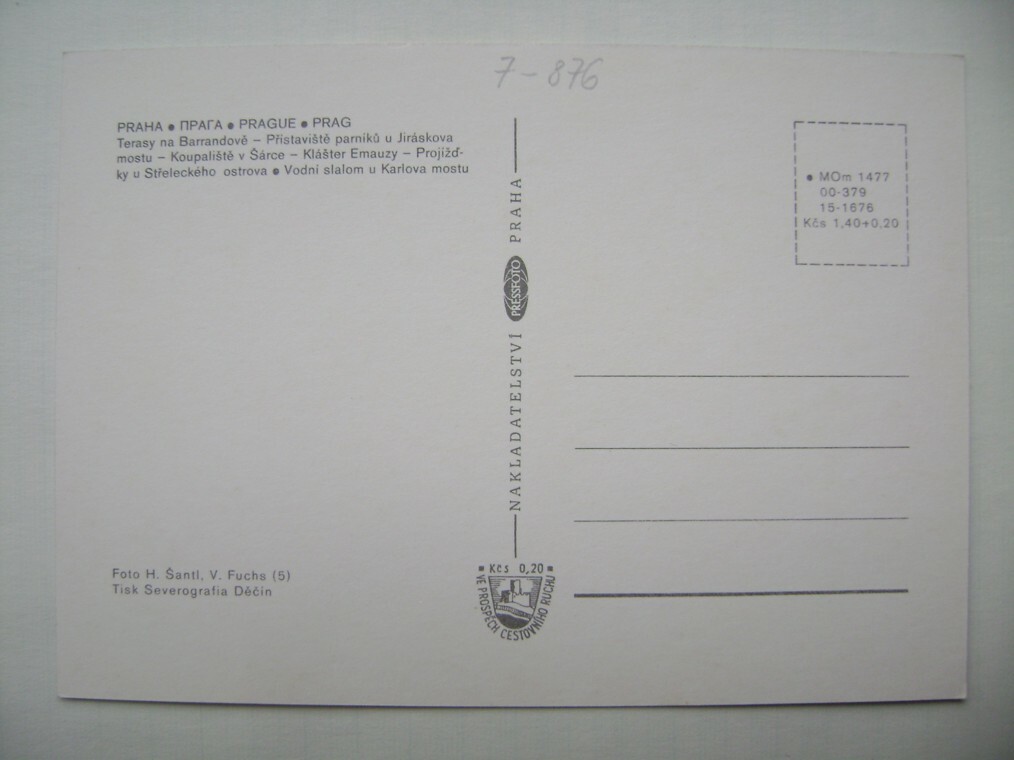 7-876
PRAHA ● ПРАГА ● PRAGUE ● PRAG
Terasy na Barrandově – Přístaviště parníků u Jiráskova
mostu – Koupaliště v Šárce – Klášter Emauzy – Projížď-
ky u Střeleckého ostrova ● Vodní slalom u Karlova mostu
● MOm 1477
00-379
15-1676
Kčs 1,40+0,20
NAKLADATELSTVÍ PRESSFOTO PRAHA
Foto H. Šantl, V. Fuchs (5)
Tisk Severografia Děčín
▪ Kčs 0,20 ▪
VE PROSPĚCH CESTOVNÍHO RUCHU